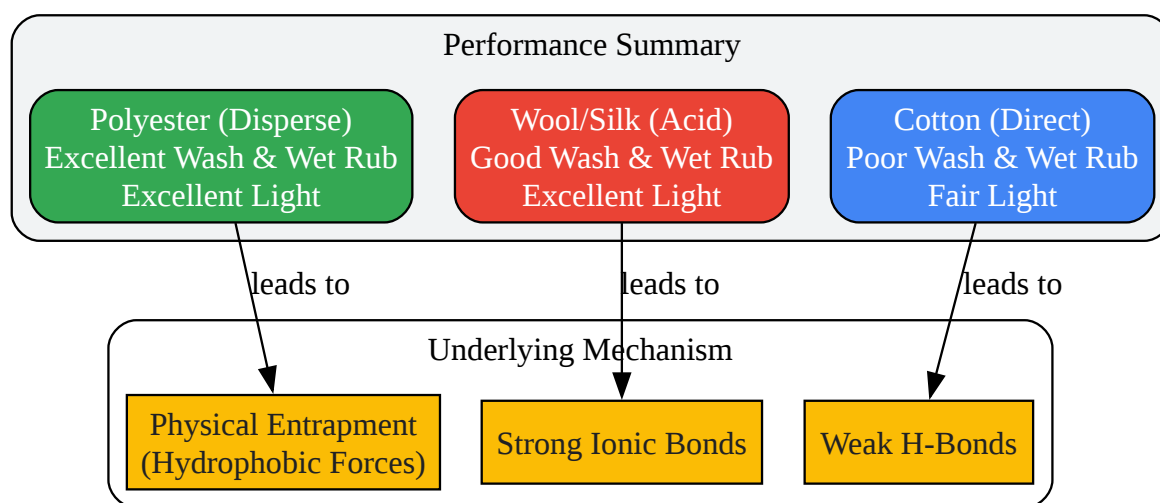 Performance Summary
Polyester (Disperse)
Excellent Wash & Wet Rub
Excellent Light
Wool/Silk (Acid)
Good Wash & Wet Rub
Excellent Light
Cotton (Direct)
Poor Wash & Wet Rub
Fair Light
leads to
leads to
leads to
Underlying Mechanism
Physical Entrapment
(Hydrophobic Forces)
Strong Ionic Bonds
Weak H-Bonds